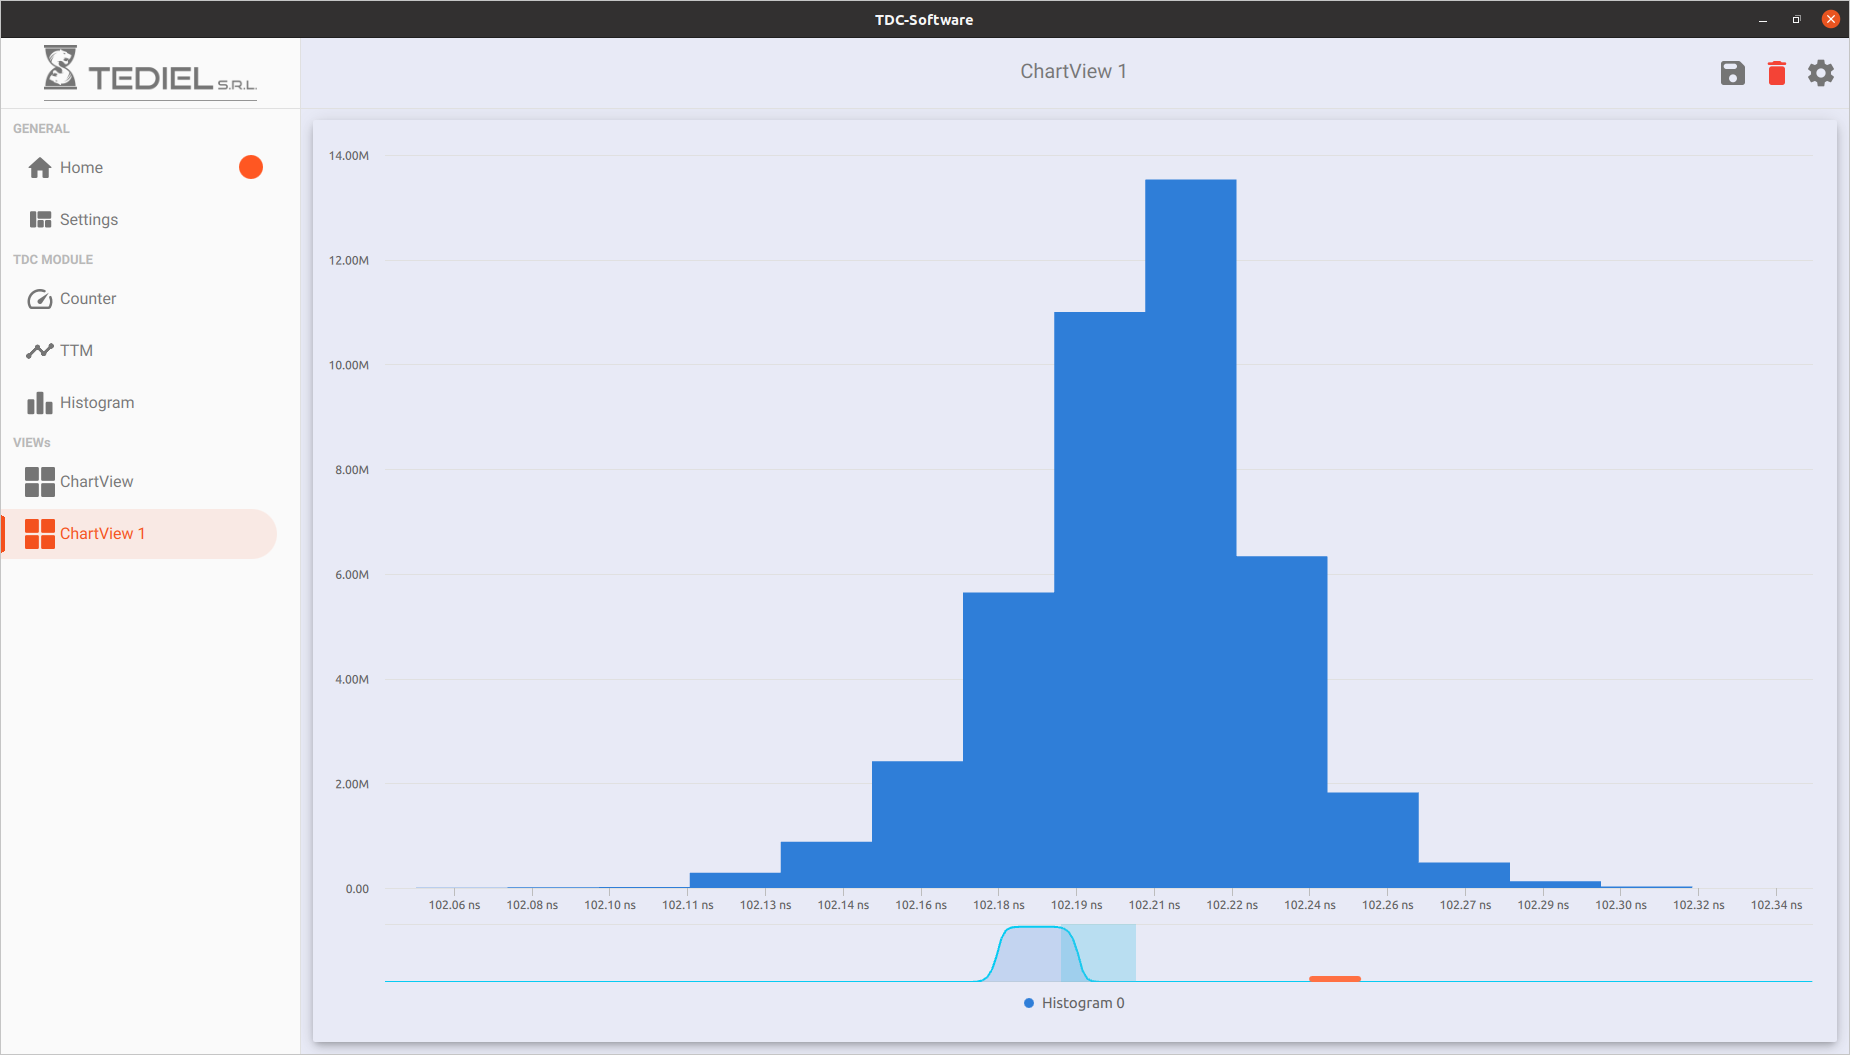 TDC-Software
TEDIEL S.R.L.
ChartView 1
GENERAL
Home
Settings
TDC MODULE
Counter
TTM
Histogram
VIEWs
ChartView
ChartView 1
14.00M
12.00M
10.00M
8.00M
6.00M
4.00M
2.00M
0.00
102.06 ns 102.08 ns 102.10 ns 102.11 ns 102.13 ns 102.14 ns 102.16 ns 102.18 ns 102.19 ns 102.21 ns 102.22 ns 102.24 ns 102.26 ns 102.27 ns 102.29 ns 102.30 ns 102.32 ns 102.34 ns
Histogram 0